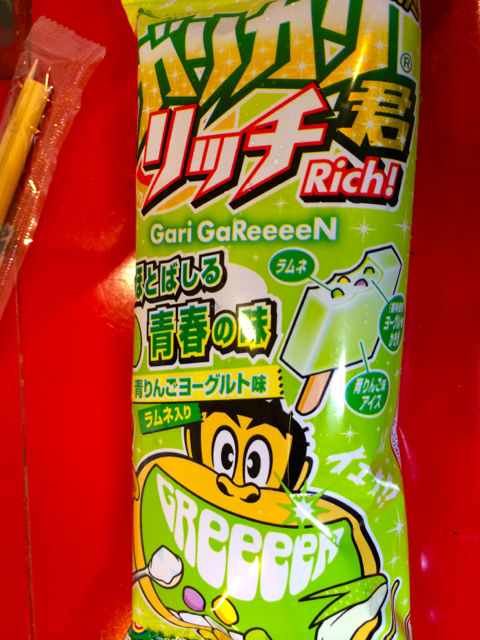 ガリガリ君®
リッチ
Rich!
Gari GaReeeeN
ほとばしる
青春の味
青りんごヨーグルト味
ラムネ入り
ラムネ
青りんご味
アイス
GReeeeN